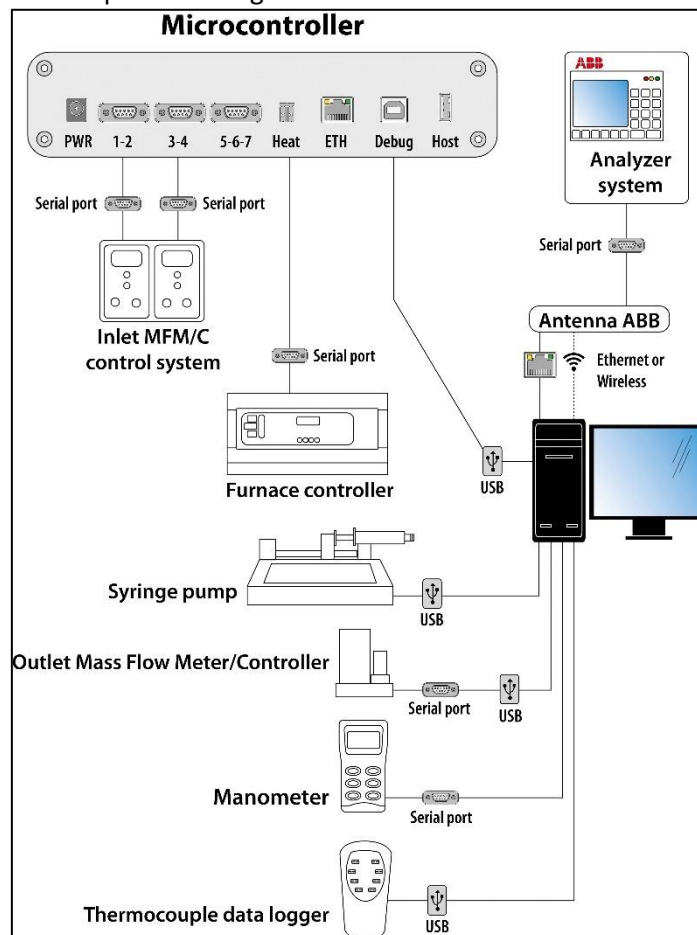 Microcontroller
PWR 1-2 3-4 5-6-7 Heat ETH Debug Host
ABB
Analyzer
system
Serial port
Serial port
Serial port
Inlet MFM/C
control system
Antenna ABB
Ethernet or
Wireless
Serial port
Furnace controller
USB
Syringe pump
USB
Outlet Mass Flow Meter/Controller
Serial port
USB
Manometer
Serial port
Thermocouple data logger
USB